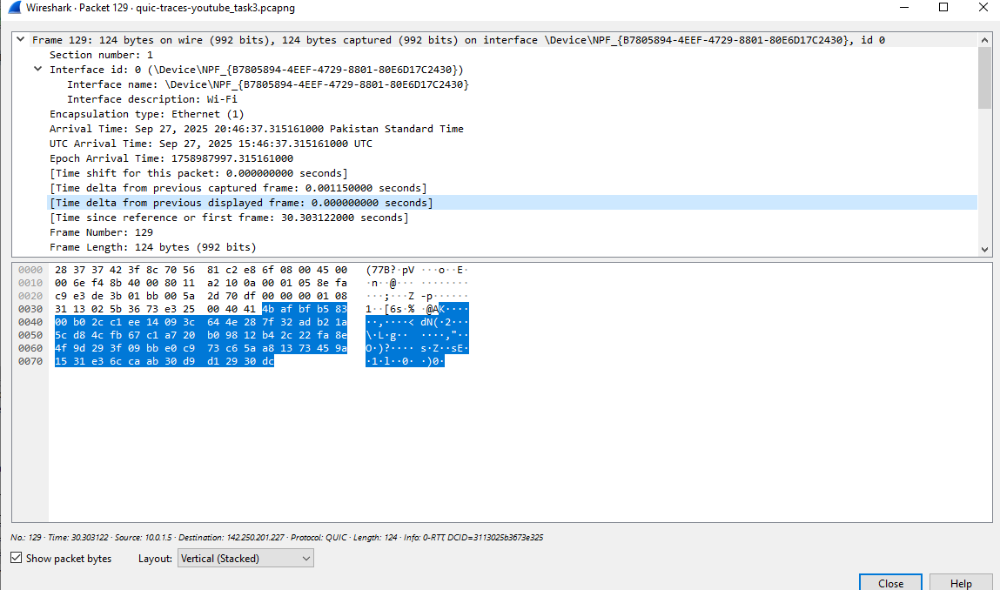 Wireshark · Packet 129 · quic-traces-youtube_task3.pcapng
Frame 129: 124 bytes on wire (992 bits), 124 bytes captured (992 bits) on interface \Device\NPF_{B7805894-4EEF-4729-8801-80E6D17C2430}, id 0
Section number: 1
Interface id: 0 (\Device\NPF_{B7805894-4EEF-4729-8801-80E6D17C2430})
Interface name: \Device\NPF_{B7805894-4EEF-4729-8801-80E6D17C2430}
Interface description: Wi-Fi
Encapsulation type: Ethernet (1)
Arrival Time: Sep 27, 2025 20:46:37.315161000 Pakistan Standard Time
UTC Arrival Time: Sep 27, 2025 15:46:37.315161000 UTC
Epoch Arrival Time: 1758987997.315161000
[Time shift for this packet: 0.000000000 seconds]
[Time delta from previous captured frame: 0.001150000 seconds]
[Time delta from previous displayed frame: 0.000000000 seconds]
[Time since reference or first frame: 30.303122000 seconds]
Frame Number: 129
Frame Length: 124 bytes (992 bits)
0000 28 37 37 42 3f 8c 70 56 81 c2 e8 6f 08 00 45 00 (77B?·pV ···o··E·
0010 00 6e f4 8b 40 00 80 11 a2 10 0a 00 01 05 8e fa ·n··@··· ········
0020 c9 e3 de 3b 01 bb 00 5a 2d 70 df 00 00 00 01 08 ···;···Z -p······
0030 31 13 02 5b 36 73 e3 25 00 40 41 4b af bf b5 83 1··[6s·% ·@AK····
0040 00 b0 2c c1 ee 14 09 3c 64 4e 28 7f 32 ad b2 1a ··,····< dN(·2···
0050 5c d8 4c fb 67 c1 a7 20 b0 98 12 b4 2c 22 fa 8e \·L·g·· ····,"··
0060 4f 9d 29 3f 09 bb e0 c9 73 c6 5a a8 13 73 45 9a O·)?···· s·Z··sE·
0070 15 31 e3 6c ca ab 30 d9 d1 29 30 dc ·1·l··0· ·)0·
No.: 129 · Time: 30.303122 · Source: 10.0.1.5 · Destination: 142.250.201.227 · Protocol: QUIC · Length: 124 · Info: 0-RTT, DCID=3113025b3673e325
Show packet bytes Layout: Vertical (Stacked)
Close Help